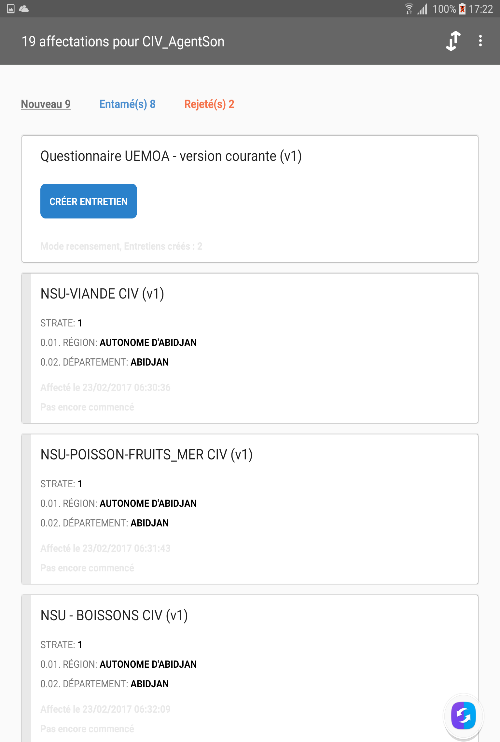 100% 17:22
19 affectations pour CIV_AgentSon
Nouveau 9 Entamé(s) 8 Rejeté(s) 2
Questionnaire UEMOA - version courante (v1)
CRÉER ENTRETIEN
Mode recensement, Entretiens créés : 2
NSU-VIANDE CIV (v1)
STRATE: 1
0.01. RÉGION: AUTONOME D'ABIDJAN
0.02. DÉPARTEMENT: ABIDJAN
Affecté le 23/02/2017 06:30:36
Pas encore commencé
NSU-POISSON-FRUITS_MER CIV (v1)
STRATE: 1
0.01. RÉGION: AUTONOME D'ABIDJAN
0.02. DÉPARTEMENT: ABIDJAN
Affecté le 23/02/2017 06:31:43
Pas encore commencé
NSU - BOISSONS CIV (v1)
STRATE: 1
0.01. RÉGION: AUTONOME D'ABIDJAN
0.02. DÉPARTEMENT: ABIDJAN
Affecté le 23/02/2017 06:32:09
Pas encore commencé